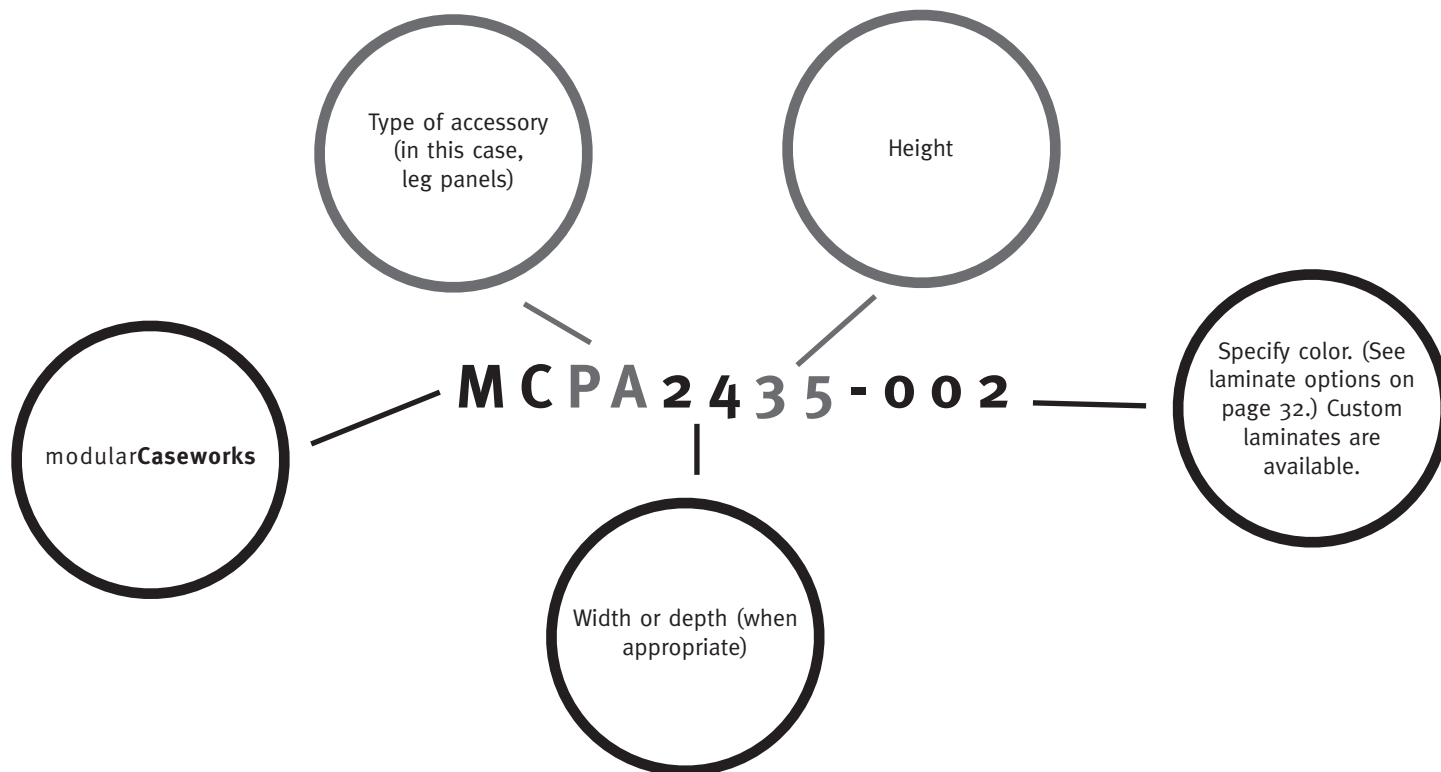 Type of accessory
(in this case,
leg panels)
Height
MCPA2435-002
modularCaseworks
Specify color. (See
laminate options on
page 32.) Custom
laminates are
available.
Width or depth (when
appropriate)